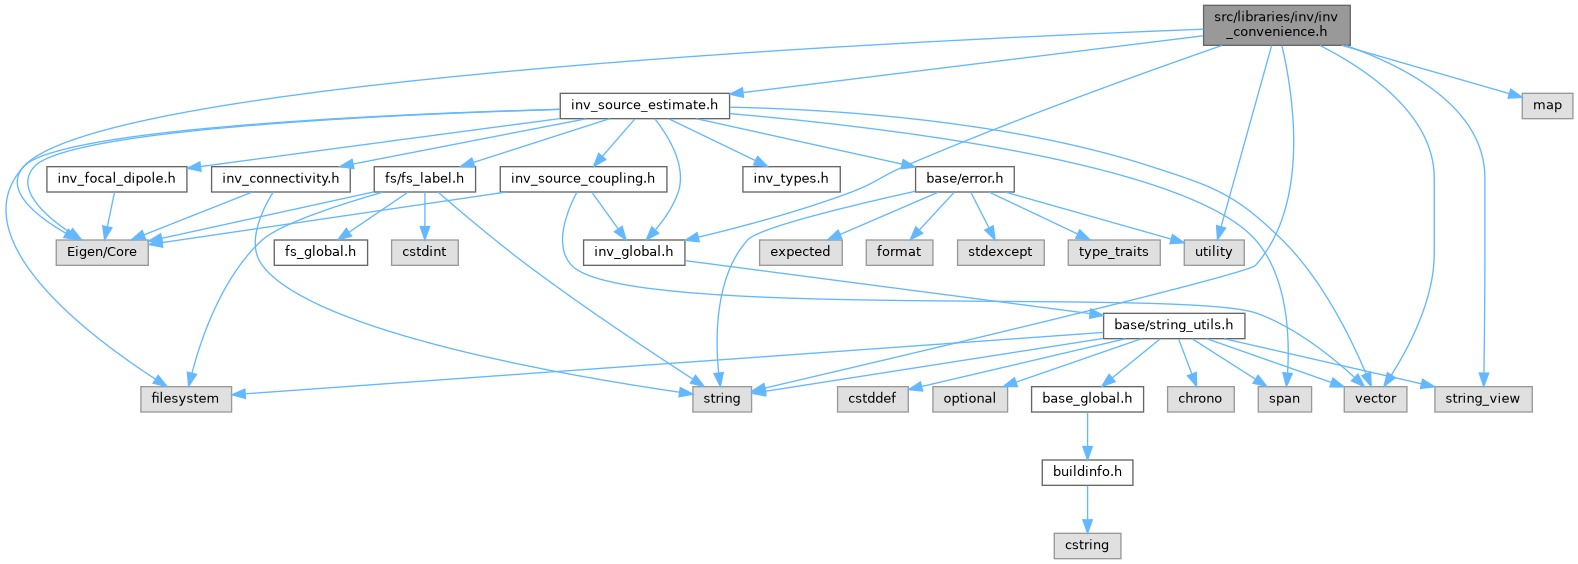 src/libraries/inv/inv
_convenience.h
inv_source_estimate.h
map
inv_focal_dipole.h
inv_connectivity.h
fs/fs_label.h
inv_source_coupling.h
inv_types.h
base/error.h
Eigen/Core
fs_global.h
cstdint
inv_global.h
expected
format
stdexcept
type_traits
utility
base/string_utils.h
filesystem
string
cstddef
optional
base_global.h
chrono
span
vector
string_view
buildinfo.h
cstring